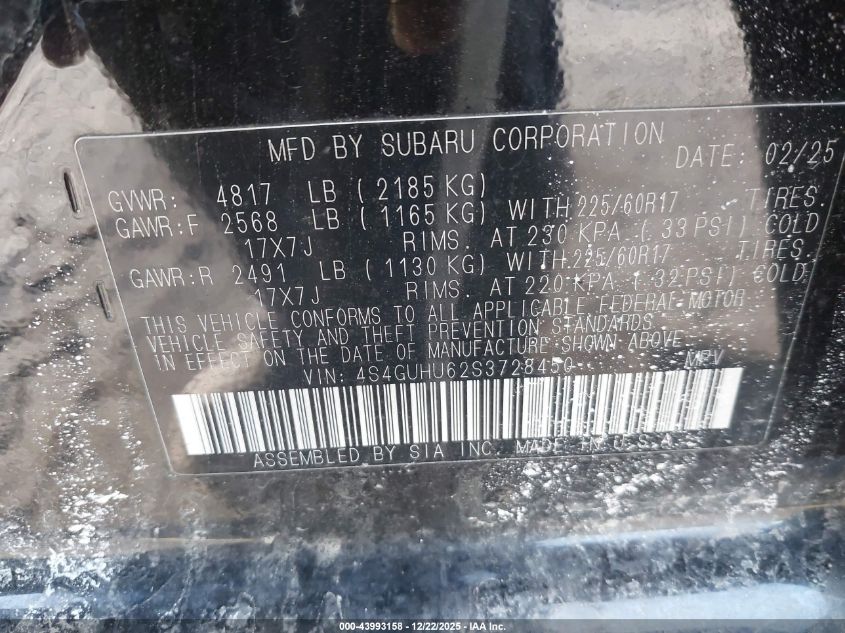 MFD BY SUBARU CORPORATION DATE: 02/25
GVWR: 4817 LB ( 2185 KG)
GAWR:F 2568 LB ( 1165 KG) WITH 225/60R17 TIRES.
17X7J RIMS. AT 230 KPA. ( 33 PSI) COLD
GAWR:R 2491 LB ( 1130 KG) WITH 225/60R17 TIRES.
17X7J RIMS. AT 220 KPA. ( 32 PSI) COLD
THIS VEHICLE CONFORMS TO ALL APPLICABLE FEDERAL MOTOR
VEHICLE SAFETY AND THEFT PREVENTION STANDARDS
IN EFFECT ON THE DATE OF MANUFACTURE SHOWN ABOVE
VIN: 4S4GUHU62S3728450 MPV
ASSEMBLED BY SIA INC. MADE IN U.S.A.
000-43993158 - 12/22/2025 - IAA Inc.